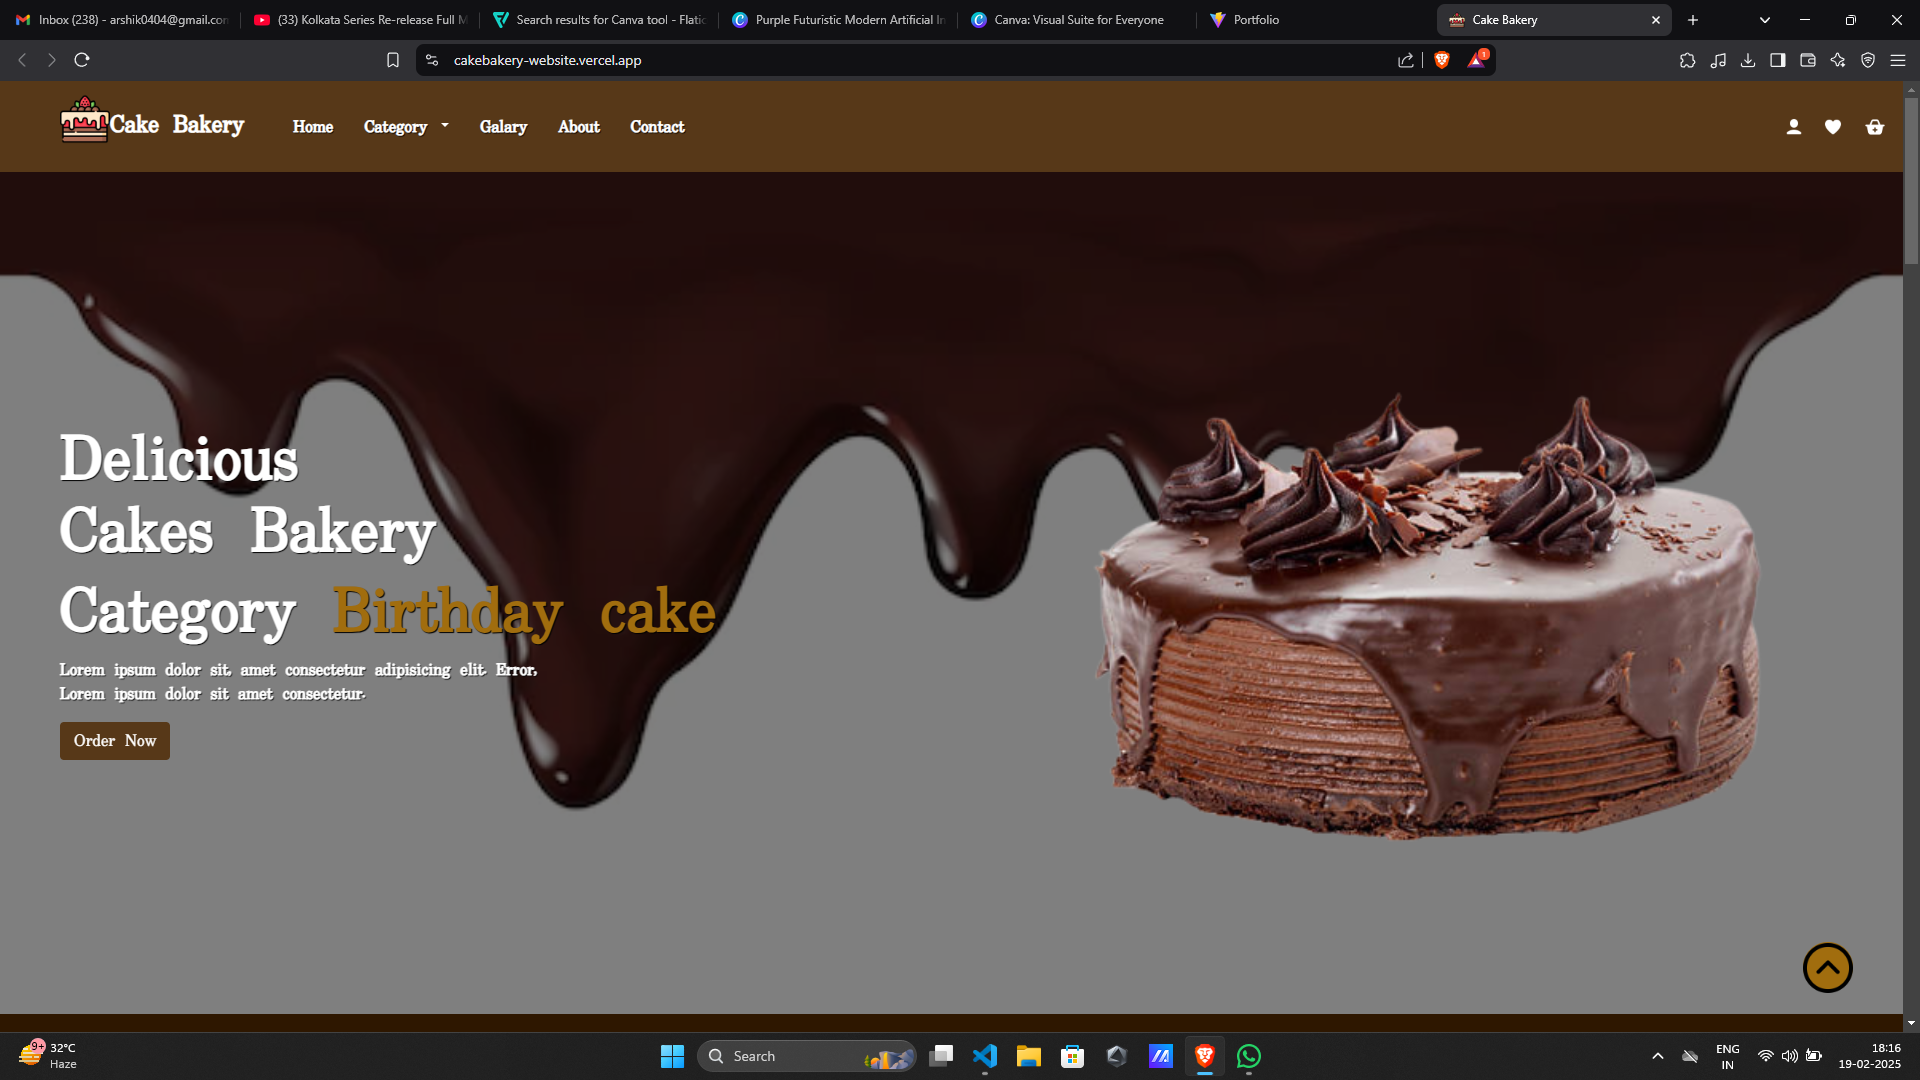 Inbox (238) - arshik0404@gmail.con
(33) Kolkata Series Re-release Full M
Search results for Canva tool - Flatic
Purple Futuristic Modern Artificial In
Canva: Visual Suite for Everyone
Portfolio
Cake Bakery
cakebakery-website.vercel.app
1
Cake Bakery
Home
Category
Galary
About
Contact
Delicious
Cakes Bakery
Category Birthday cake
Lorem ipsum dolor sit, amet consectetur adipisicing elit. Error,
Lorem ipsum dolor sit amet consectetur.
Order Now
9+
32°C
Haze
Search
ENG
IN
18:16
19-02-2025